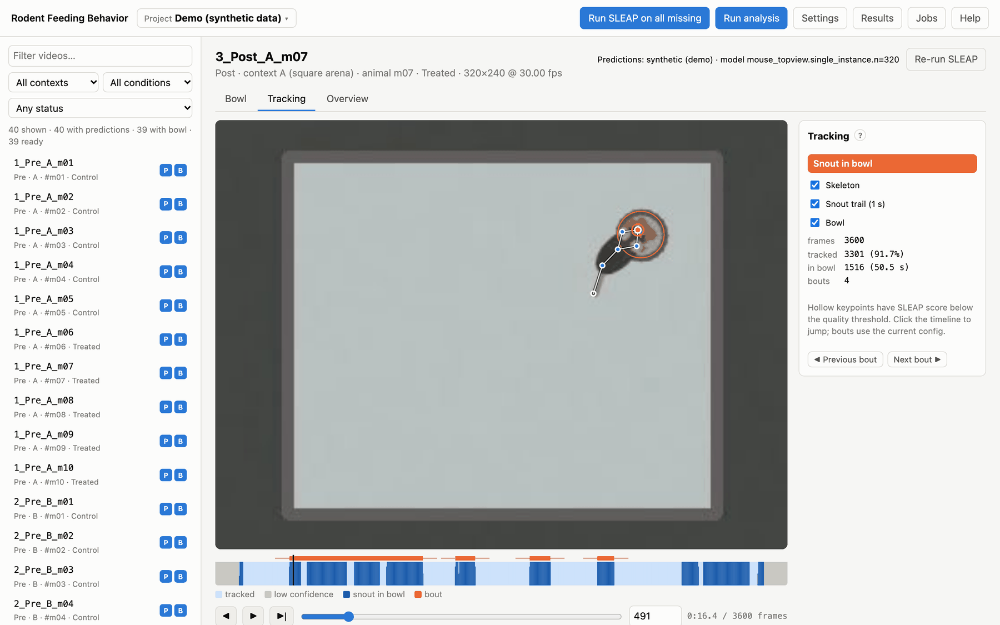 Rodent Feeding Behavior
Project Demo (synthetic data) ▾
Run SLEAP on all missing
Run analysis
Settings
Results
Jobs
Help
Filter videos...
All contexts
All conditions
Any status
40 shown · 40 with predictions · 39 with bowl ·
39 ready
1_Pre_A_m01
Pre · A · #m01 · Control
P B
1_Pre_A_m02
Pre · A · #m02 · Control
P B
1_Pre_A_m03
Pre · A · #m03 · Control
P B
1_Pre_A_m04
Pre · A · #m04 · Control
P B
1_Pre_A_m05
Pre · A · #m05 · Control
P B
1_Pre_A_m06
Pre · A · #m06 · Treated
P B
1_Pre_A_m07
Pre · A · #m07 · Treated
P B
1_Pre_A_m08
Pre · A · #m08 · Treated
P B
1_Pre_A_m09
Pre · A · #m09 · Treated
P B
1_Pre_A_m10
Pre · A · #m10 · Treated
P B
2_Pre_B_m01
Pre · B · #m01 · Control
P B
2_Pre_B_m02
Pre · B · #m02 · Control
P B
2_Pre_B_m03
Pre · B · #m03 · Control
P B
2_Pre_B_m04
Pre · B · #m04 · Control
P B
3_Post_A_m07
Post · context A (square arena) · animal m07 · Treated · 320×240 @ 30.00 fps
Predictions: synthetic (demo) · model mouse_topview.single_instance.n=320
Re-run SLEAP
Bowl
Tracking
Overview
tracked
low confidence
snout in bowl
bout
491
0:16.4 / 3600 frames
Tracking ?
Snout in bowl
Skeleton
Snout trail (1 s)
Bowl
frames 3600
tracked 3301 (91.7%)
in bowl 1516 (50.5 s)
bouts 4
Hollow keypoints have SLEAP score below
the quality threshold. Click the timeline to
jump; bouts use the current config.
◀ Previous bout
Next bout ▶